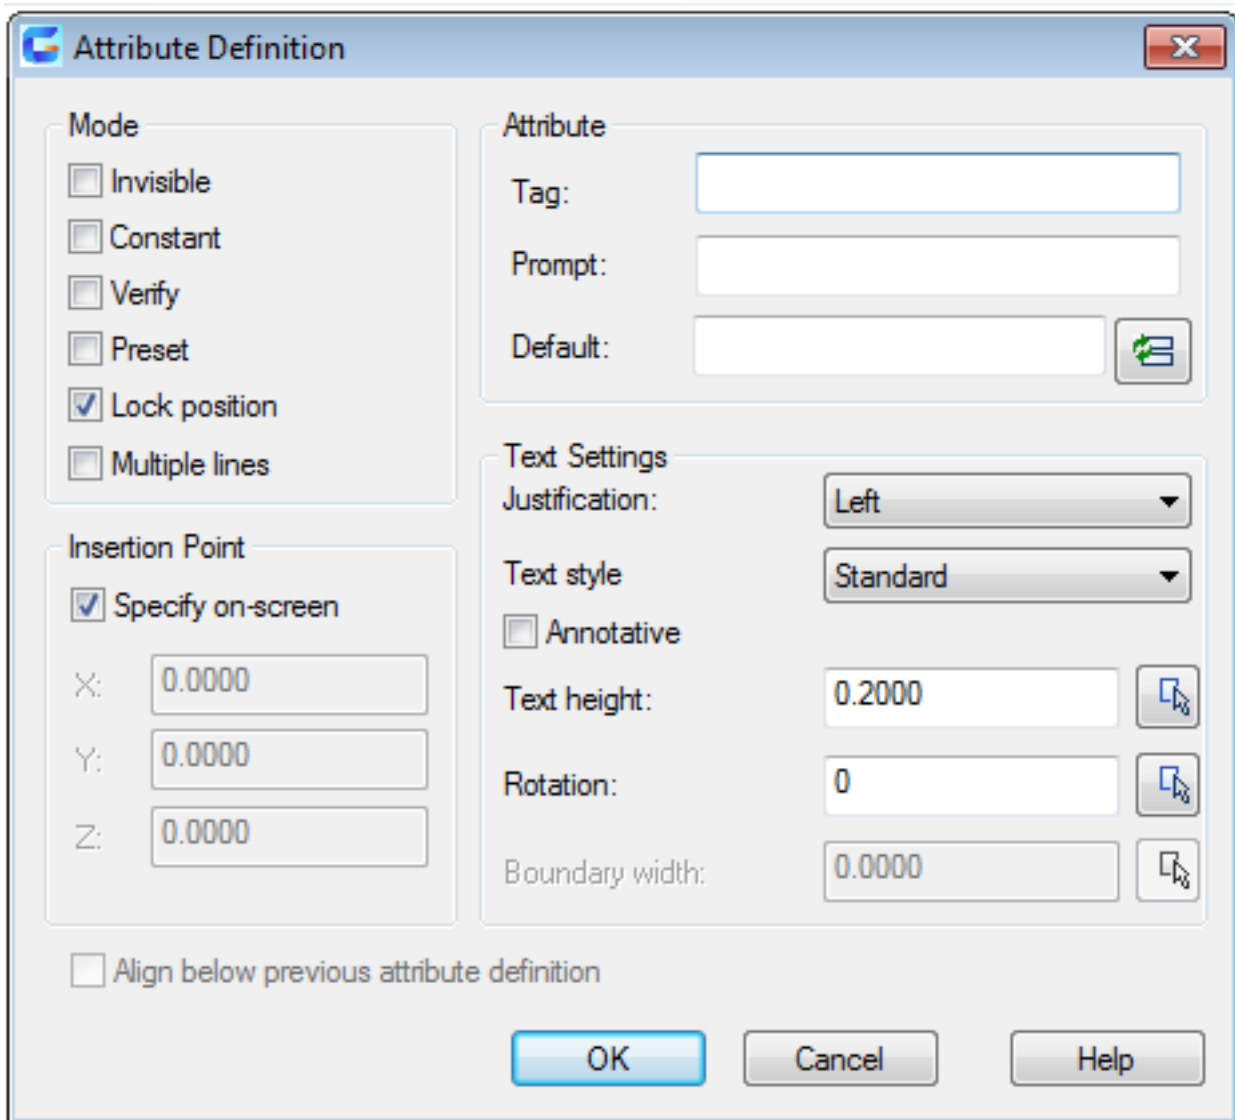 Attribute Definition
Mode
Invisible
Constant
Verify
Preset
Lock position
Multiple lines
Attribute
Tag:
Prompt:
Default:
Insertion Point
Specify on-screen
X: 0.0000
Y: 0.0000
Z: 0.0000
Text Settings
Justification: Left
Text style Standard
Annotative
Text height: 0.2000
Rotation: 0
Boundary width: 0.0000
Align below previous attribute definition
OK Cancel Help